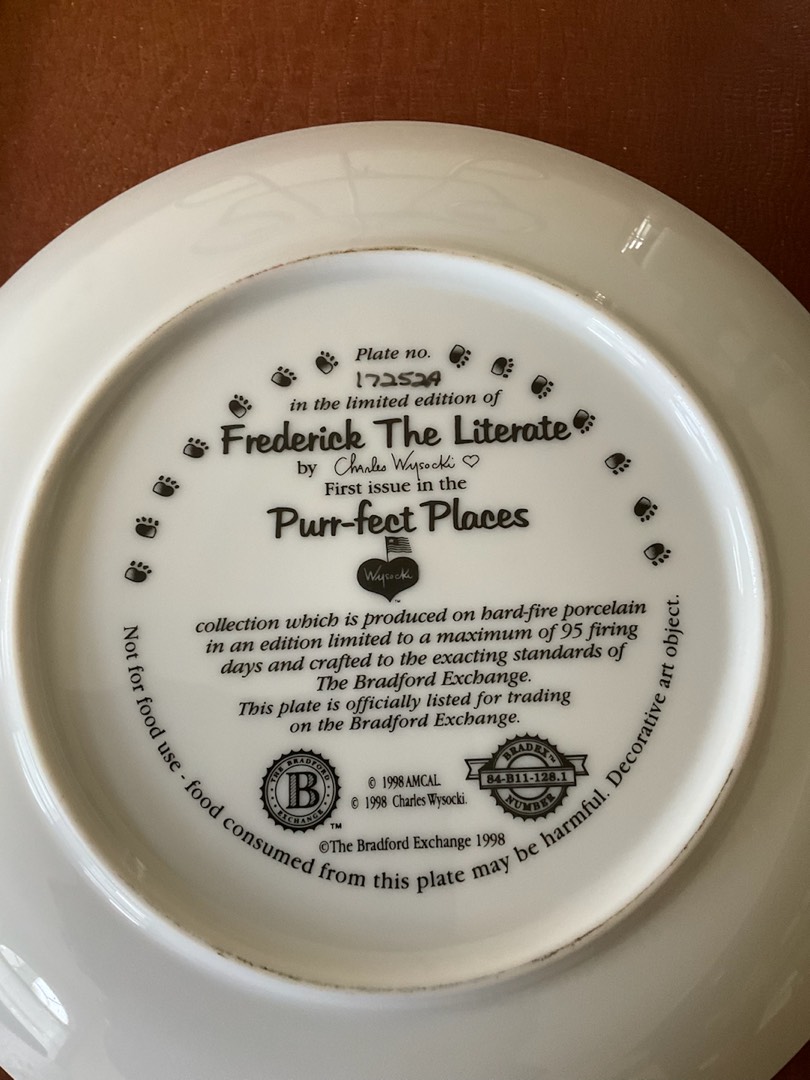 Plate no.
17252A
in the limited edition of
Frederick The Literate
by Charles Wysocki ♡
First issue in the
Purr-fect Places
Wysocki
™
collection which is produced on hard-fire porcelain
in an edition limited to a maximum of 95 firing
days and crafted to the exacting standards of
The Bradford Exchange.
This plate is officially listed for trading
on the Bradford Exchange.
THE BRADFORD
B
EXCHANGE
™
© 1998 AMCAL
© 1998 Charles Wysocki.
BRADEX™
84-B11-128.1
NUMBER
©The Bradford Exchange 1998
Not for food use - food consumed from this plate may be harmful. Decorative art object.